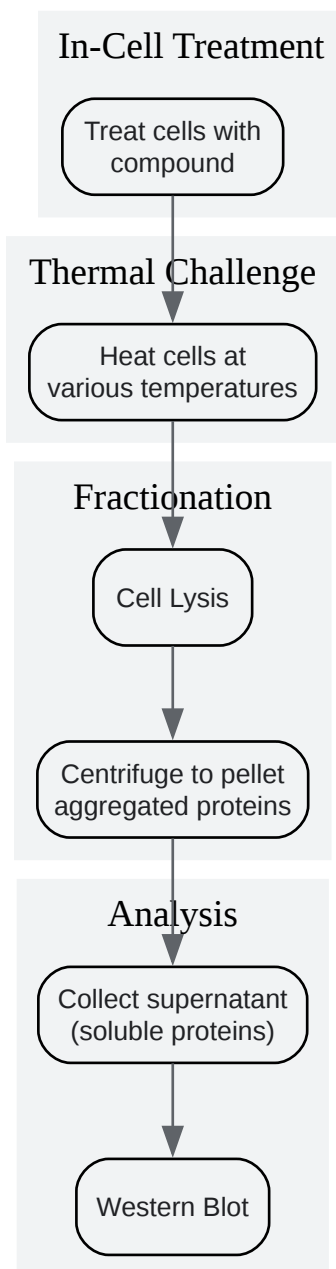 In-Cell Treatment
Treat cells with
compound
Thermal Challenge
Heat cells at
various temperatures
Fractionation
Cell Lysis
Centrifuge to pellet
aggregated proteins
Analysis
Collect supernatant
(soluble proteins)
Western Blot